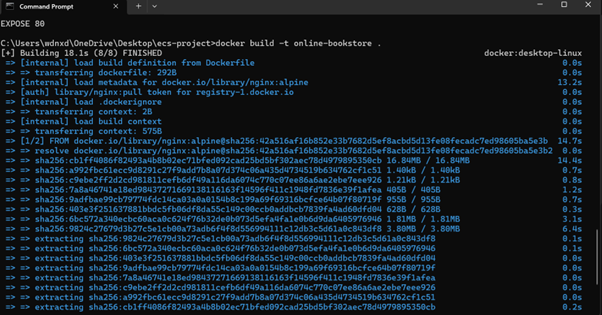 Command Prompt
EXPOSE 80
C:\Users\wdnxd\OneDrive\Desktop\ecs-project>docker build -t online-bookstore .
[+] Building 18.1s (8/8) FINISHED docker:desktop-linux
=> [internal] load build definition from Dockerfile 0.0s
=> => transferring dockerfile: 292B 0.0s
=> [internal] load metadata for docker.io/library/nginx:alpine 13.2s
=> [auth] library/nginx:pull token for registry-1.docker.io 0.0s
=> [internal] load .dockerignore 0.0s
=> => transferring context: 2B 0.0s
=> [internal] load build context 0.0s
=> => transferring context: 575B 0.0s
=> [1/2] FROM docker.io/library/nginx:alpine@sha256:42a516af16b852e33b7682d5ef8acbd5d13fe08fecadc7ed98605ba5e3b 14.7s
=> => resolve docker.io/library/nginx:alpine@sha256:42a516af16b852e33b7682d5ef8acbd5d13fe08fecadc7ed98605ba5e3b2 0.0s
=> => sha256:cb1ff4086f82493a4b8b02ec71bfed092cad25bd5bf302aec78d4979895350cb 16.84MB / 16.84MB 14.4s
=> => sha256:a992fbc61ecc9d8291c27f9add7b8a07d374c06a435d4734519b634762cf1c51 1.40kB / 1.40kB 0.7s
=> => sha256:c9ebe2ff2d2cd981811cefb6df49a116da6074c770c07ee86a6ae2ebe7eee926 1.21kB / 1.21kB 0.8s
=> => sha256:7a8a46741e18ed9843727166913811616 3f14596f411c1948fd7836e39f1afea 405B / 405B 1.2s
=> => sha256:9adfbae99cb79774fdc14ca03a0a0154b8c199a69f69316bcfce64b07f80719f 955B / 955B 0.7s
=> => sha256:403e3f251637881bbdc5fb06df8da55c149c00ccb0addbcb7839fa4ad60dfd04 628B / 628B 0.3s
=> => sha256:6bc572a340ecbc60aca0c624f76b32de0b073d5efa4fa1e0b6d9da6405976946 1.81MB / 1.81MB 3.1s
=> => sha256:9824c27679d3b27c5e1cb00a73adb6f4f8d556994111c12db3c5d61a0c843df8 3.80MB / 3.80MB 6.4s
=> => extracting sha256:9824c27679d3b27c5e1cb00a73adb6f4f8d556994111c12db3c5d61a0c843df8 0.1s
=> => extracting sha256:6bc572a340ecbc60aca0c624f76b32de0b073d5efa4fa1e0b6d9da6405976946 0.1s
=> => extracting sha256:403e3f251637881bbdc5fb06df8da55c149c00ccb0addbcb7839fa4ad60dfd04 0.0s
=> => extracting sha256:9adfbae99cb79774fdc14ca03a0a0154b8c199a69f69316bcfce64b07f80719f 0.0s
=> => extracting sha256:7a8a46741e18ed98437271669138116163f14596f411c1948fd7836e39f1afea 0.0s
=> => extracting sha256:c9ebe2ff2d2cd981811cefb6df49a116da6074c770c07ee86a6ae2ebe7eee926 0.0s
=> => extracting sha256:a992fbc61ecc9d8291c27f9add7b8a07d374c06a435d4734519b634762cf1c51 0.0s
=> => extracting sha256:cb1ff4086f82493a4b8b02ec71bfed092cad25bd5bf302aec78d4979895350cb 0.2s